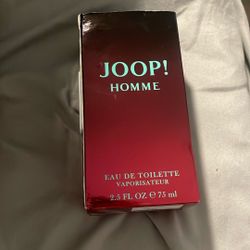 JOOP!
HOMME
EAU DE TOILETTE
VAPORISATEUR
2.5 FL OZ ℮ 75 ml